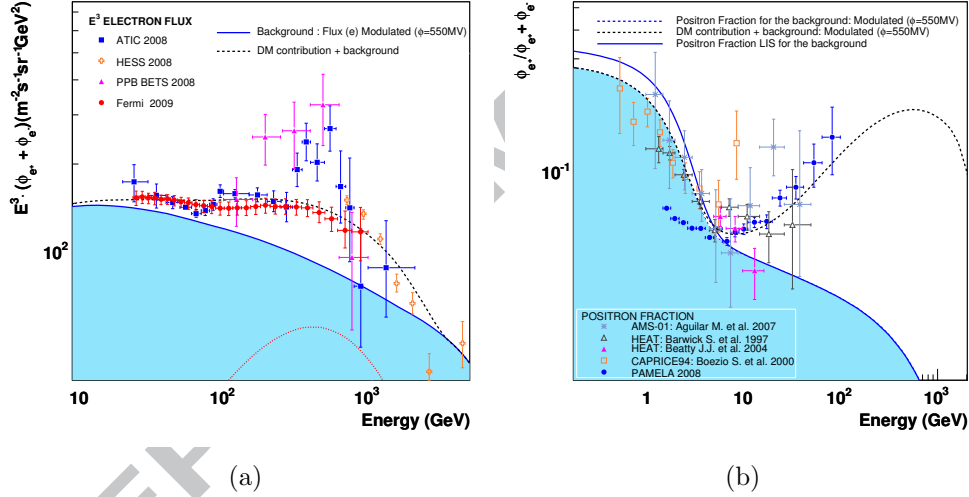 E³ ELECTRON FLUX
ATIC 2008
HESS 2008
PPB BETS 2008
Fermi 2009
Background : Flux (e) Modulated (ϕ=550MV)
DM contribution + background
E³· (ϕe⁺ + ϕe⁻)(m⁻²s⁻¹sr⁻¹GeV²)
10²
10
10²
10³
Energy (GeV)
(a)
Positron Fraction for the background: Modulated (ϕ=550MV)
DM contribution + background: Modulated (ϕ=550MV)
Positron Fraction LIS for the background
ϕe⁺/ϕe⁺ + ϕe⁻
10⁻¹
POSITRON FRACTION
AMS-01: Aguilar M. et al. 2007
HEAT: Barwick S. et al. 1997
HEAT: Beatty J.J. et al. 2004
CAPRICE94: Boezio S. et al. 2000
PAMELA 2008
1
10
10²
10³
Energy (GeV)
(b)